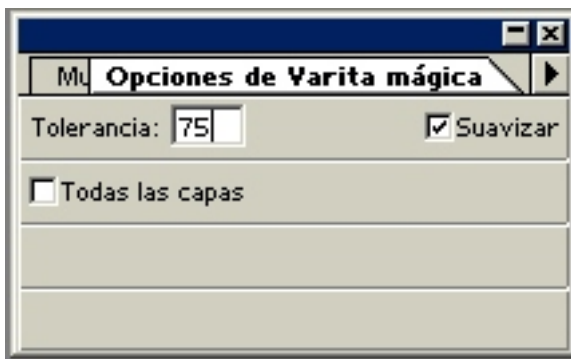 Opciones de Varita mágica
Tolerancia: 75 Suavizar
Todas las capas